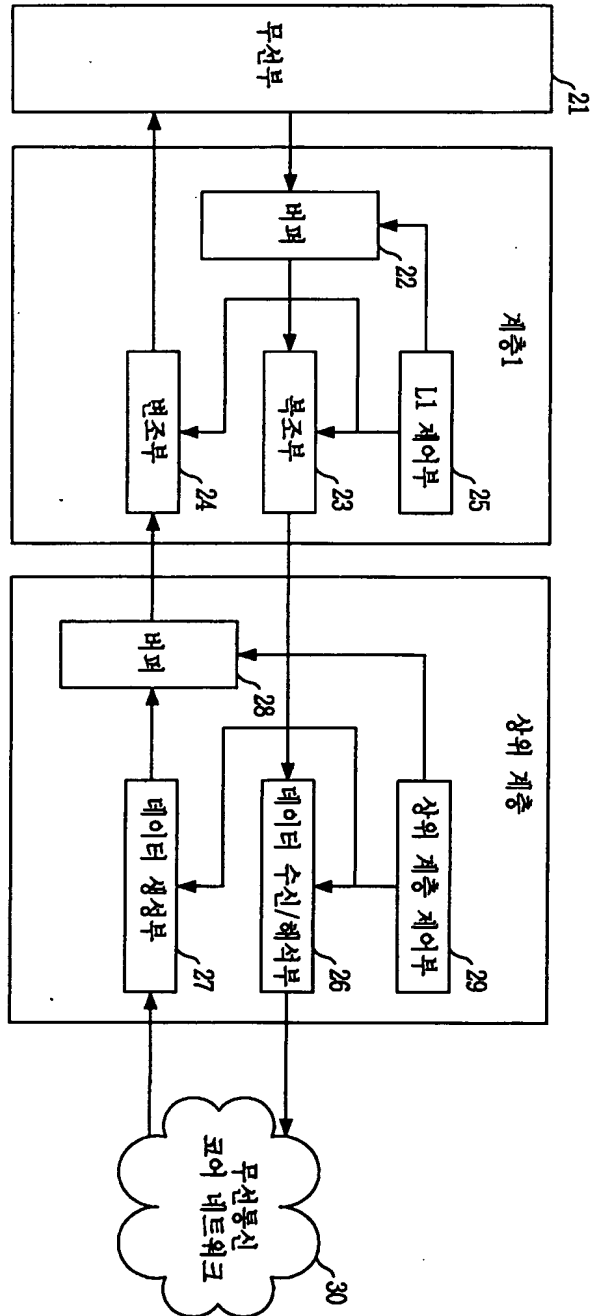 무선부
21
계층1
버퍼
22
복조부
23
변조부
24
L1 제어부
25
상위 계층
버퍼
28
데이터 수신/해석부
26
데이터 생성부
27
상위 계층 제어부
29
무선통신
코어 네트워크
30